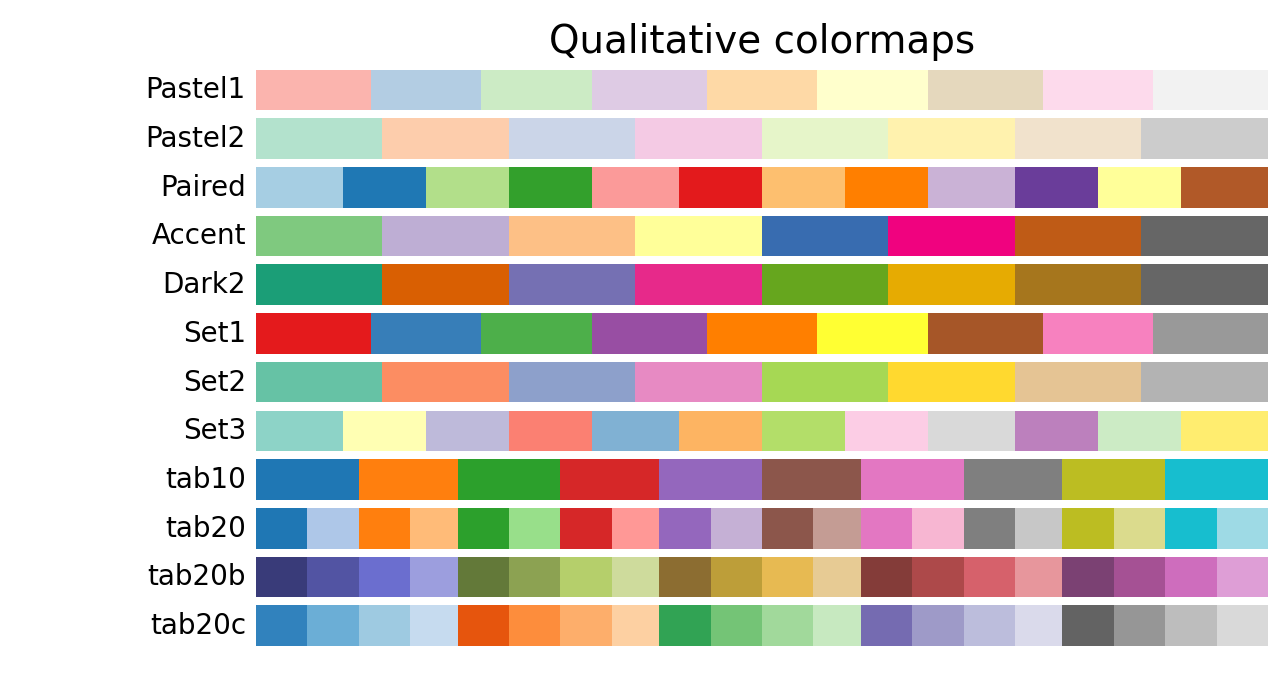 Qualitative colormaps
Pastel1
Pastel2
Paired
Accent
Dark2
Set1
Set2
Set3
tab10
tab20
tab20b
tab20c